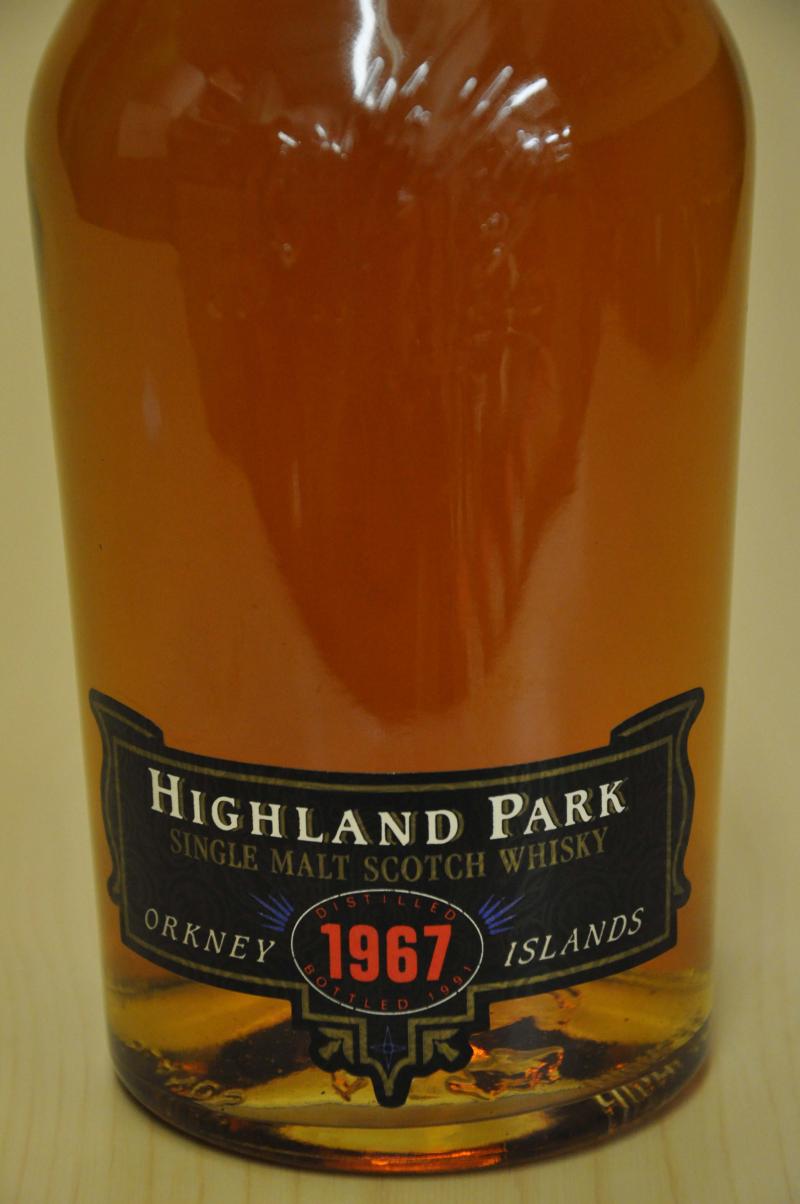 HIGHLAND PARK
SINGLE MALT SCOTCH WHISKY
ORKNEY
DISTILLED
1967
BOTTLED 1991
ISLANDS